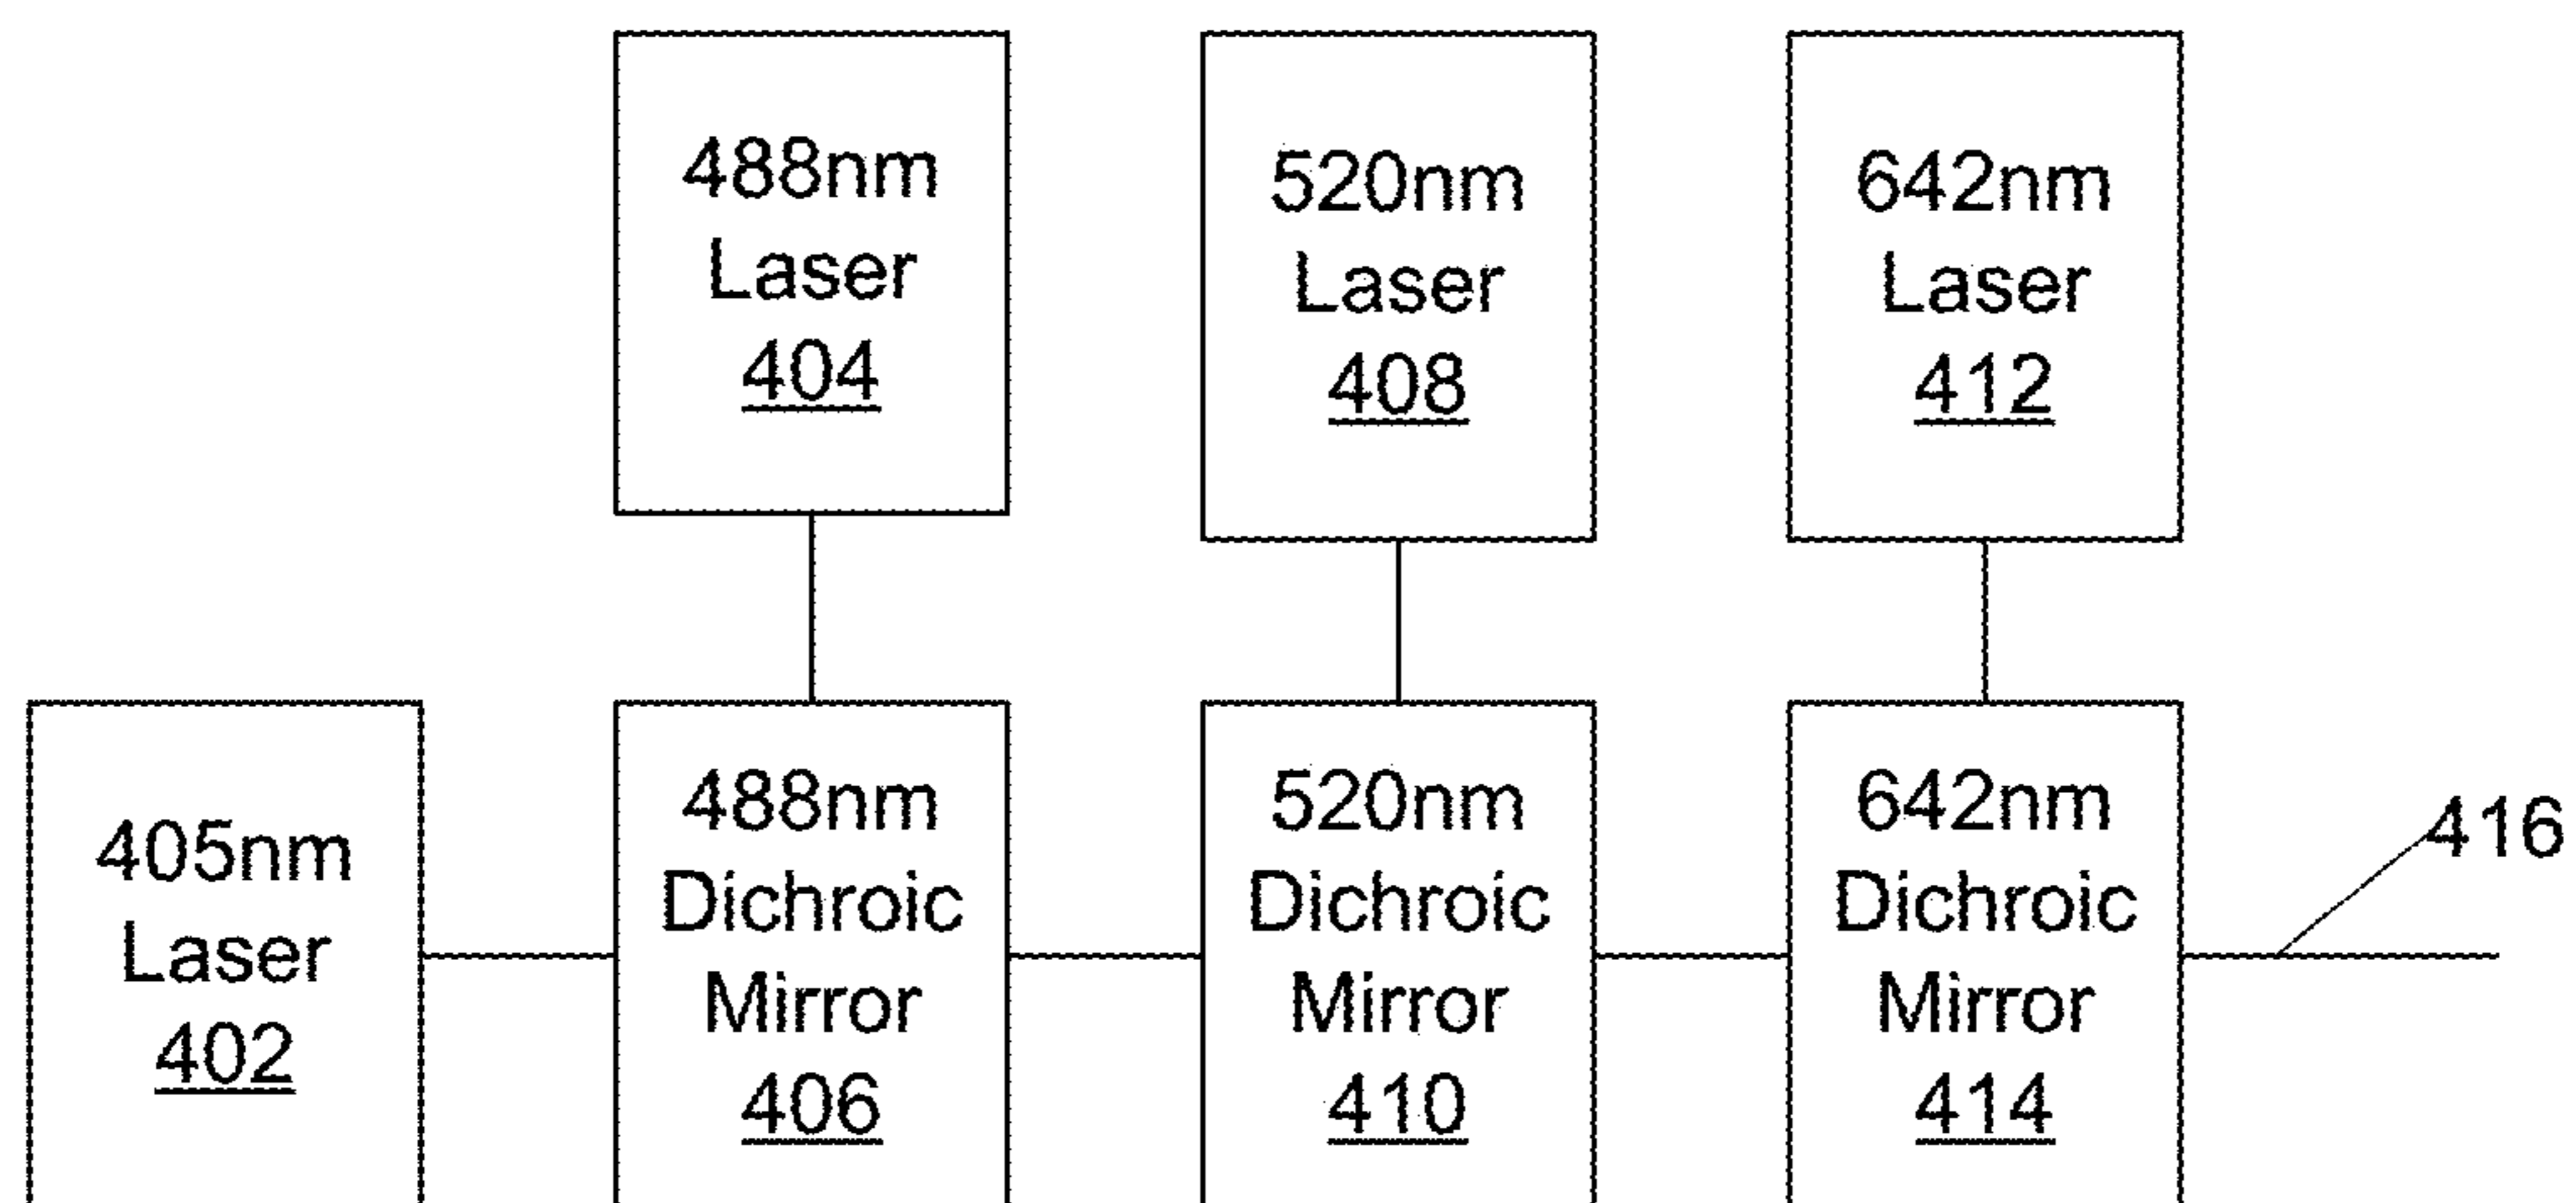 488nm
Laser
404
520nm
Laser
408
642nm
Laser
412
405nm
Laser
402
488nm
Dichroic
Mirror
406
520nm
Dichroic
Mirror
410
642nm
Dichroic
Mirror
414
416